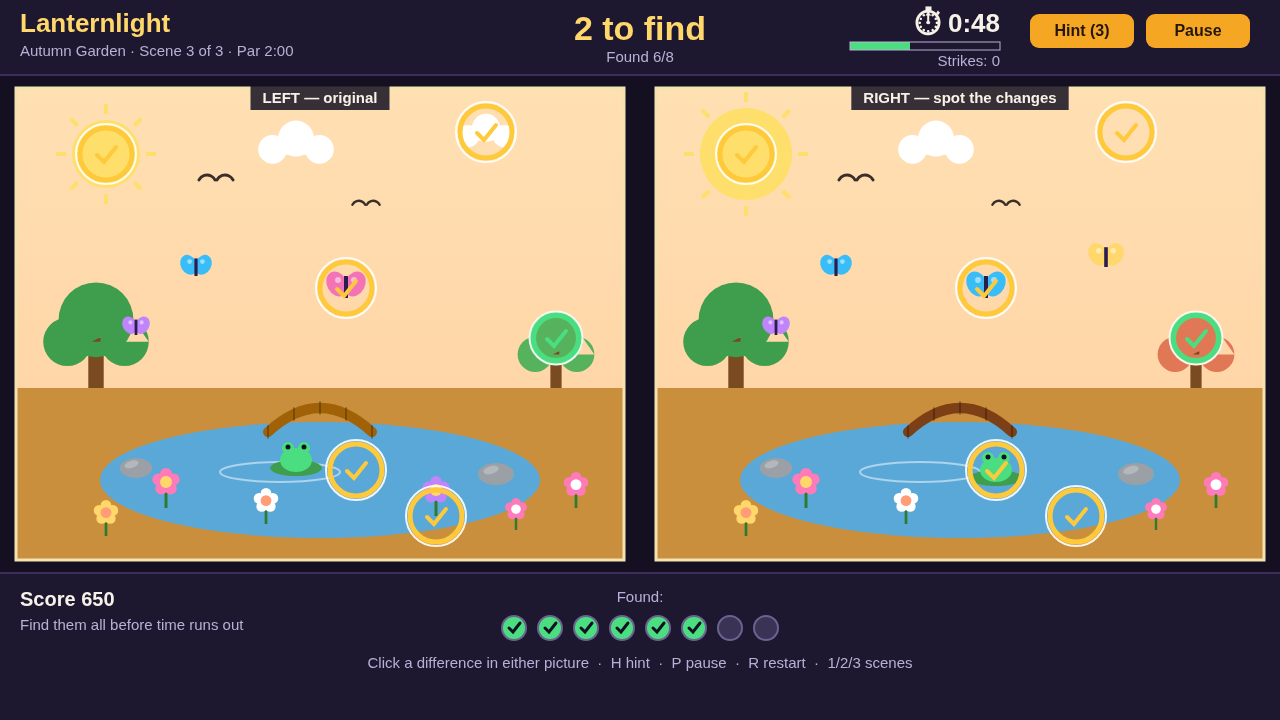 Lanternlight
Autumn Garden · Scene 3 of 3 · Par 2:00
2 to find
Found 6/8
0:48
Strikes: 0
Hint (3)
Pause
LEFT — original
RIGHT — spot the changes
Score 650
Find them all before time runs out
Found:
Click a difference in either picture · H hint · P pause · R restart · 1/2/3 scenes